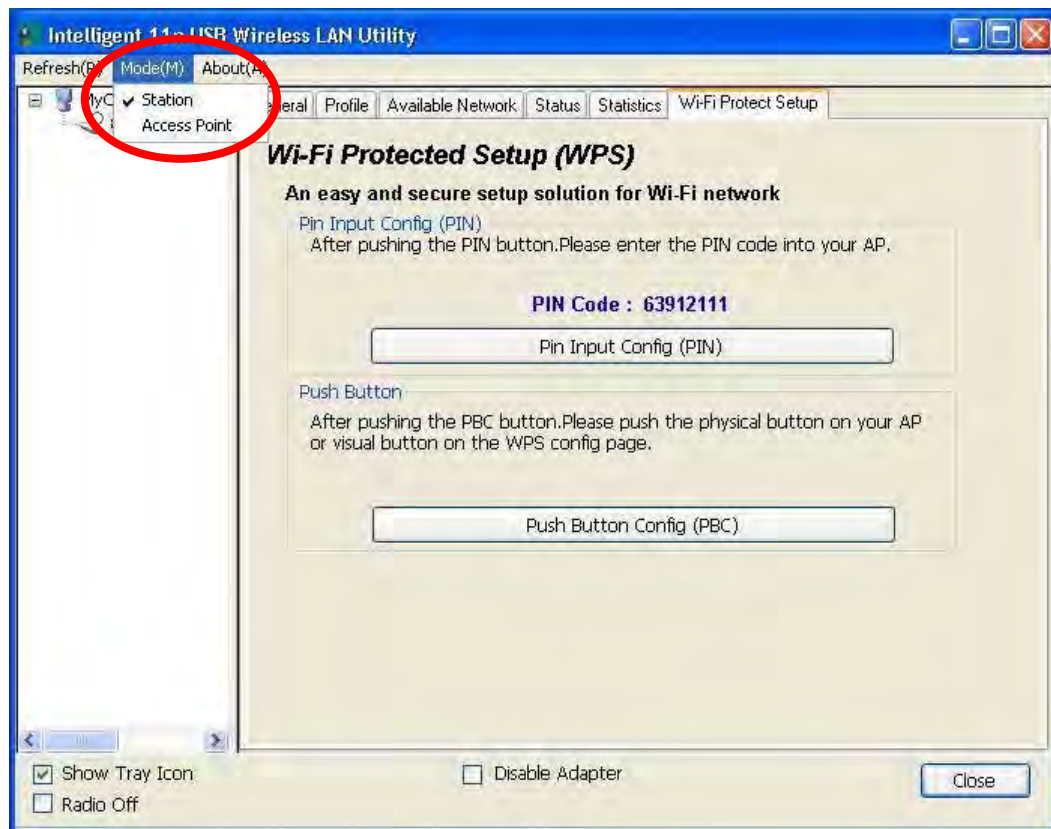 Intelligent 11n USB Wireless LAN Utility
Refresh(R) Mode(M) About(A)
MyC
Station
Access Point
eneral Profile Available Network Status Statistics Wi-Fi Protect Setup
Wi-Fi Protected Setup (WPS)
An easy and secure setup solution for Wi-Fi network
Pin Input Config (PIN)
After pushing the PIN button.Please enter the PIN code into your AP.
PIN Code : 63912111
Pin Input Config (PIN)
Push Button
After pushing the PBC button.Please push the physical button on your AP
or visual button on the WPS config page.
Push Button Config (PBC)
Show Tray Icon
Disable Adapter
Close
Radio Off